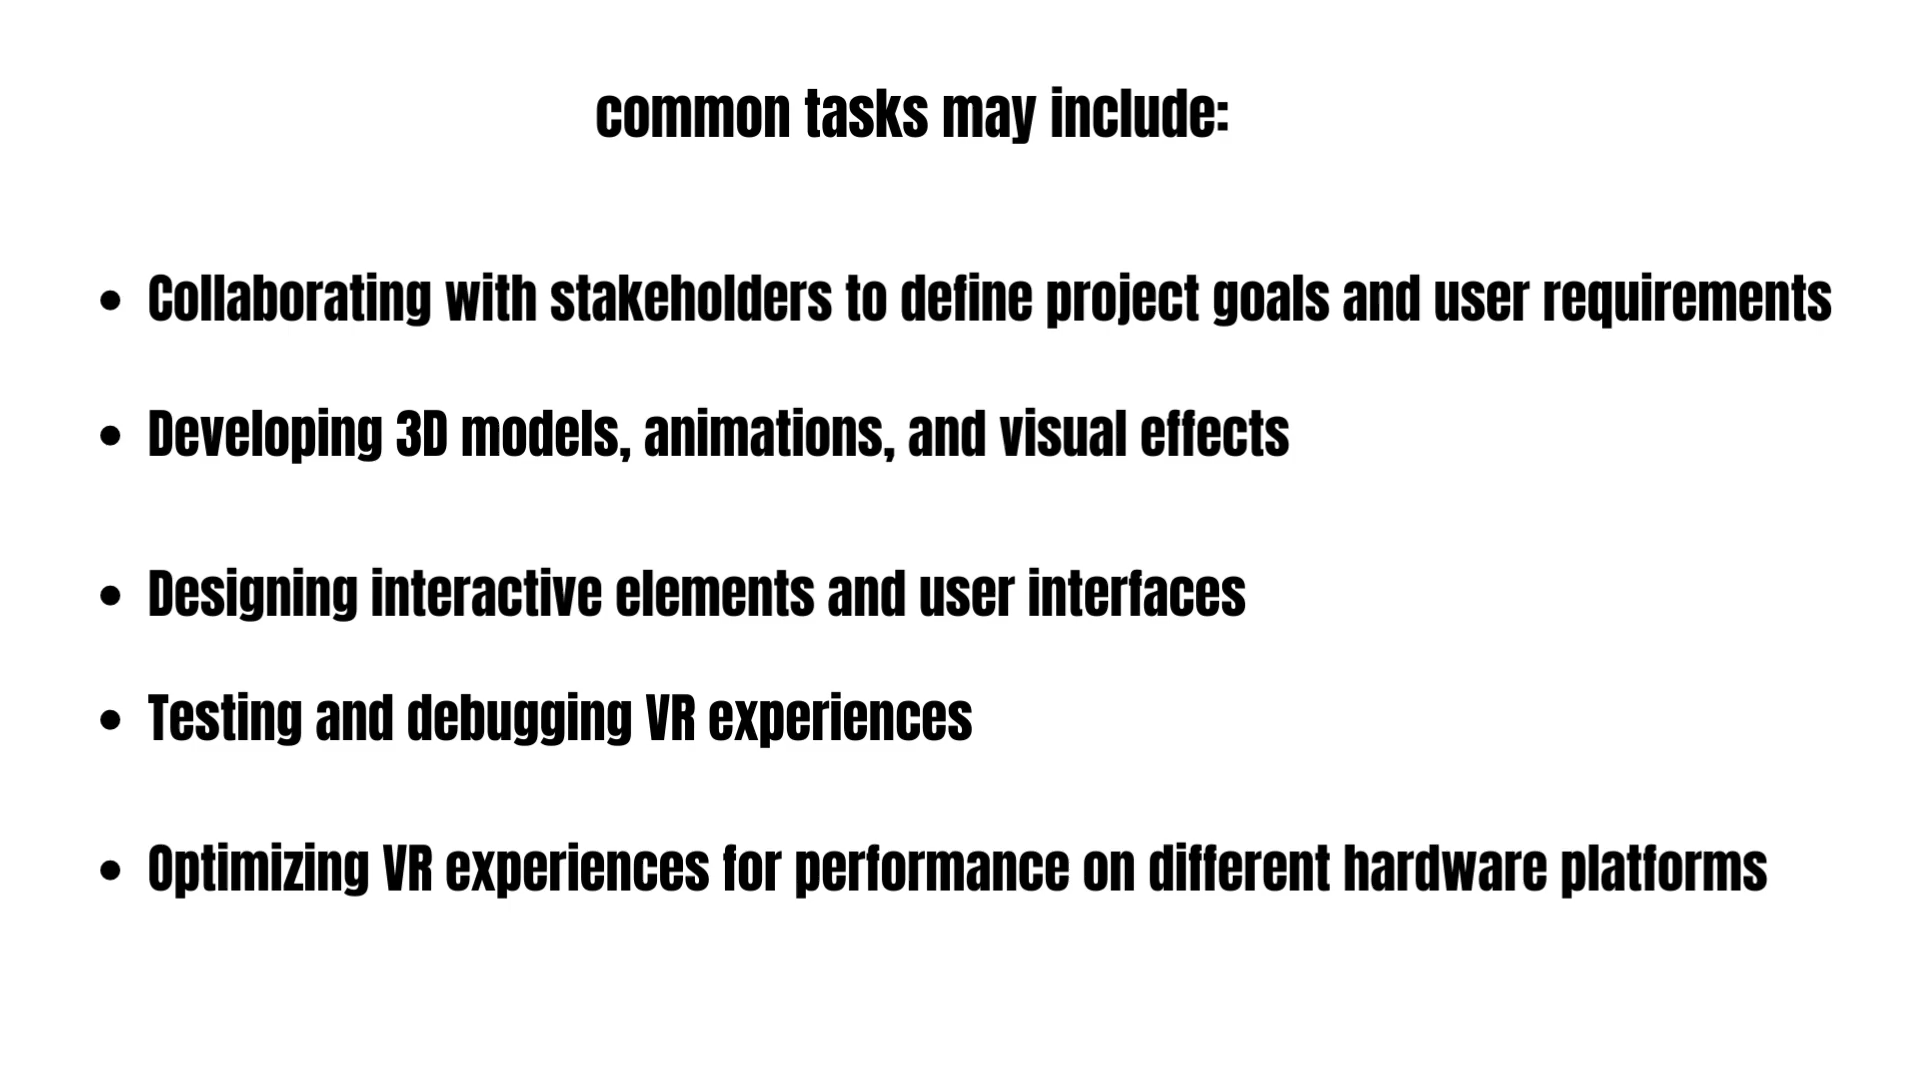 common tasks may include:
• Collaborating with stakeholders to define project goals and user requirements
• Developing 3D models, animations, and visual effects
• Designing interactive elements and user interfaces
• Testing and debugging VR experiences
• Optimizing VR experiences for performance on different hardware platforms